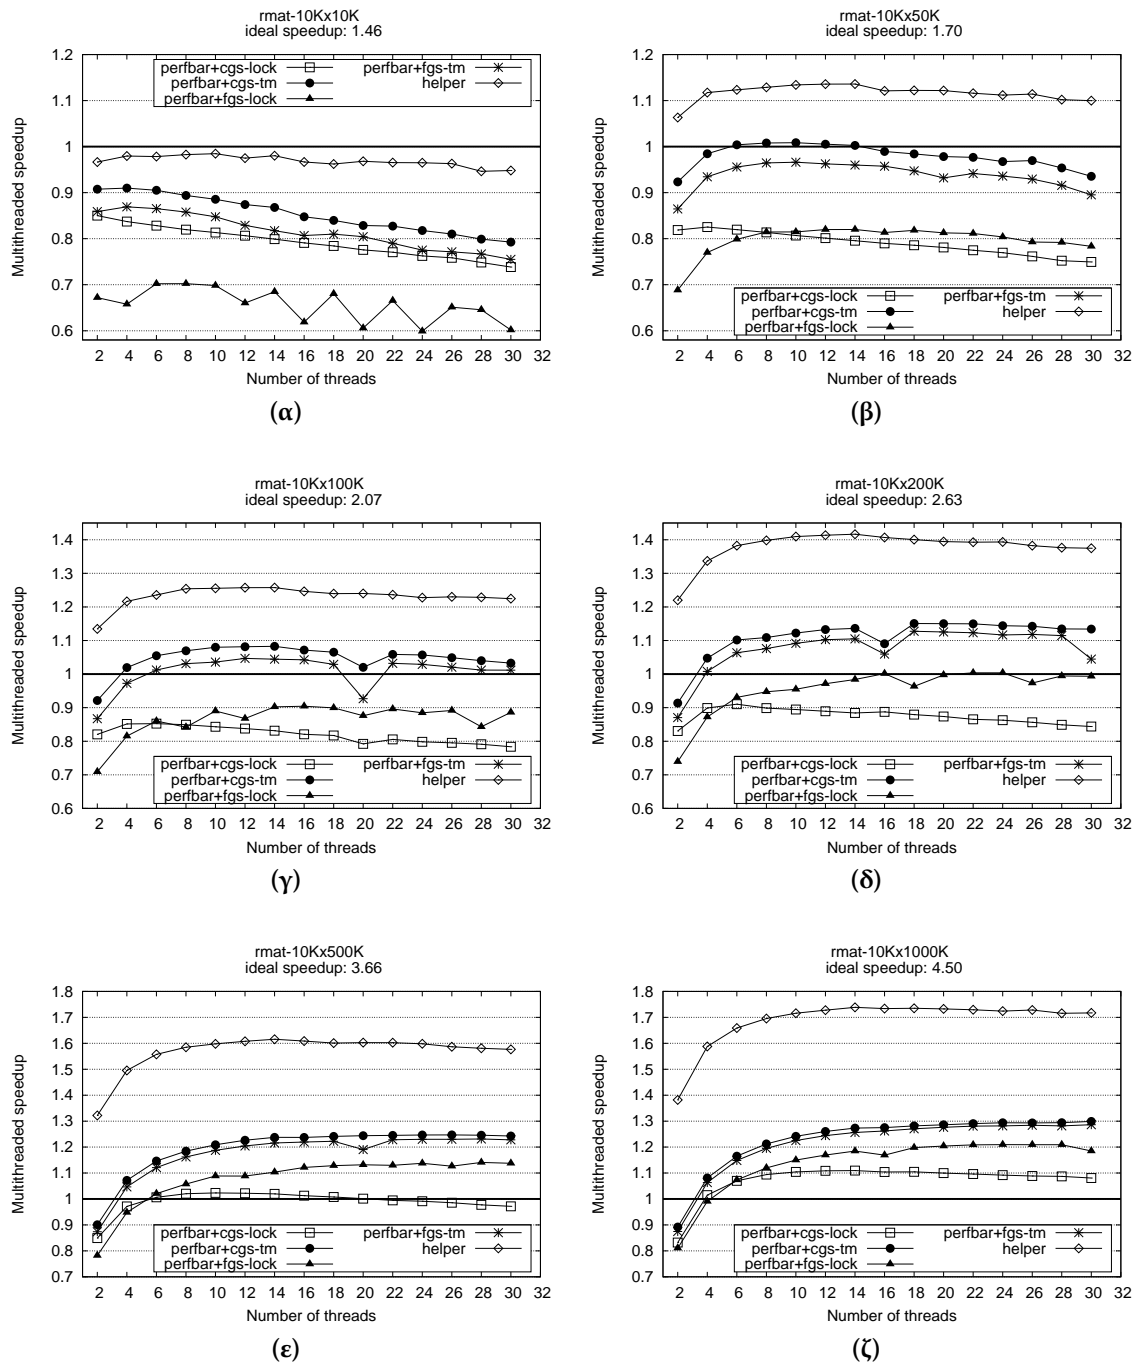 rmat-10Kx10K
ideal speedup: 1.46
1.2
1.1
1
0.9
0.8
0.7
0.6
Multithreaded speedup
perfbar+cgs-lock
perfbar+cgs-tm
perfbar+fgs-lock
perfbar+fgs-tm
helper
2 4 6 8 10 12 14 16 18 20 22 24 26 28 30 32
Number of threads
(α)
rmat-10Kx50K
ideal speedup: 1.70
1.2
1.1
1
0.9
0.8
0.7
0.6
Multithreaded speedup
perfbar+cgs-lock
perfbar+cgs-tm
perfbar+fgs-lock
perfbar+fgs-tm
helper
2 4 6 8 10 12 14 16 18 20 22 24 26 28 30 32
Number of threads
(β)
rmat-10Kx100K
ideal speedup: 2.07
1.4
1.3
1.2
1.1
1
0.9
0.8
0.7
0.6
Multithreaded speedup
perfbar+cgs-lock
perfbar+cgs-tm
perfbar+fgs-lock
perfbar+fgs-tm
helper
2 4 6 8 10 12 14 16 18 20 22 24 26 28 30 32
Number of threads
(γ)
rmat-10Kx200K
ideal speedup: 2.63
1.4
1.3
1.2
1.1
1
0.9
0.8
0.7
0.6
Multithreaded speedup
perfbar+cgs-lock
perfbar+cgs-tm
perfbar+fgs-lock
perfbar+fgs-tm
helper
2 4 6 8 10 12 14 16 18 20 22 24 26 28 30 32
Number of threads
(δ)
rmat-10Kx500K
ideal speedup: 3.66
1.8
1.7
1.6
1.5
1.4
1.3
1.2
1.1
1
0.9
0.8
0.7
Multithreaded speedup
perfbar+cgs-lock
perfbar+cgs-tm
perfbar+fgs-lock
perfbar+fgs-tm
helper
2 4 6 8 10 12 14 16 18 20 22 24 26 28 30 32
Number of threads
(ε)
rmat-10Kx1000K
ideal speedup: 4.50
1.8
1.7
1.6
1.5
1.4
1.3
1.2
1.1
1
0.9
0.8
0.7
Multithreaded speedup
perfbar+cgs-lock
perfbar+cgs-tm
perfbar+fgs-lock
perfbar+fgs-tm
helper
2 4 6 8 10 12 14 16 18 20 22 24 26 28 30 32
Number of threads
(ζ)